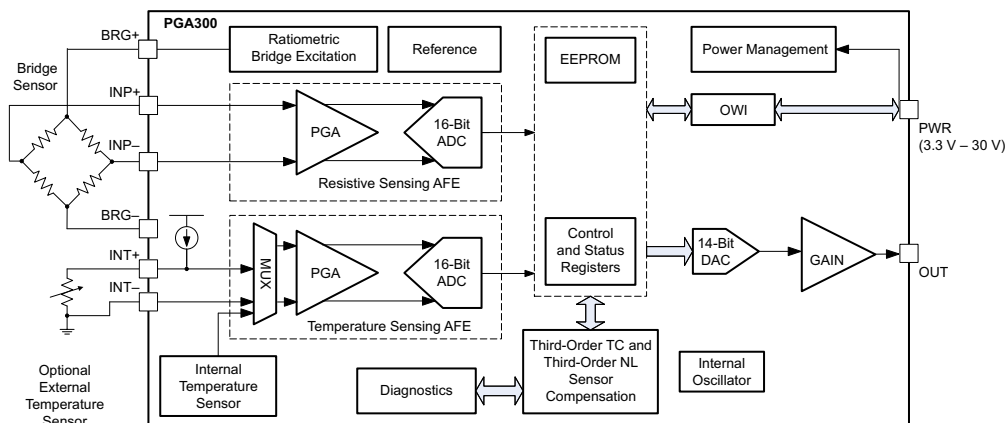 PGA300
BRG+
Bridge
Sensor
INP+
INP–
BRG–
INT+
INT–
Optional
External
Temperature
Sensor
Ratiometric
Bridge Excitation
Reference
PGA
16-Bit
ADC
Resistive Sensing AFE
MUX
PGA
16-Bit
ADC
Temperature Sensing AFE
Internal
Temperature
Sensor
EEPROM
Control
and Status
Registers
Power Management
OWI
PWR
(3.3 V – 30 V)
14-Bit
DAC
GAIN
OUT
Diagnostics
Third-Order TC and
Third-Order NL
Sensor
Compensation
Internal
Oscillator